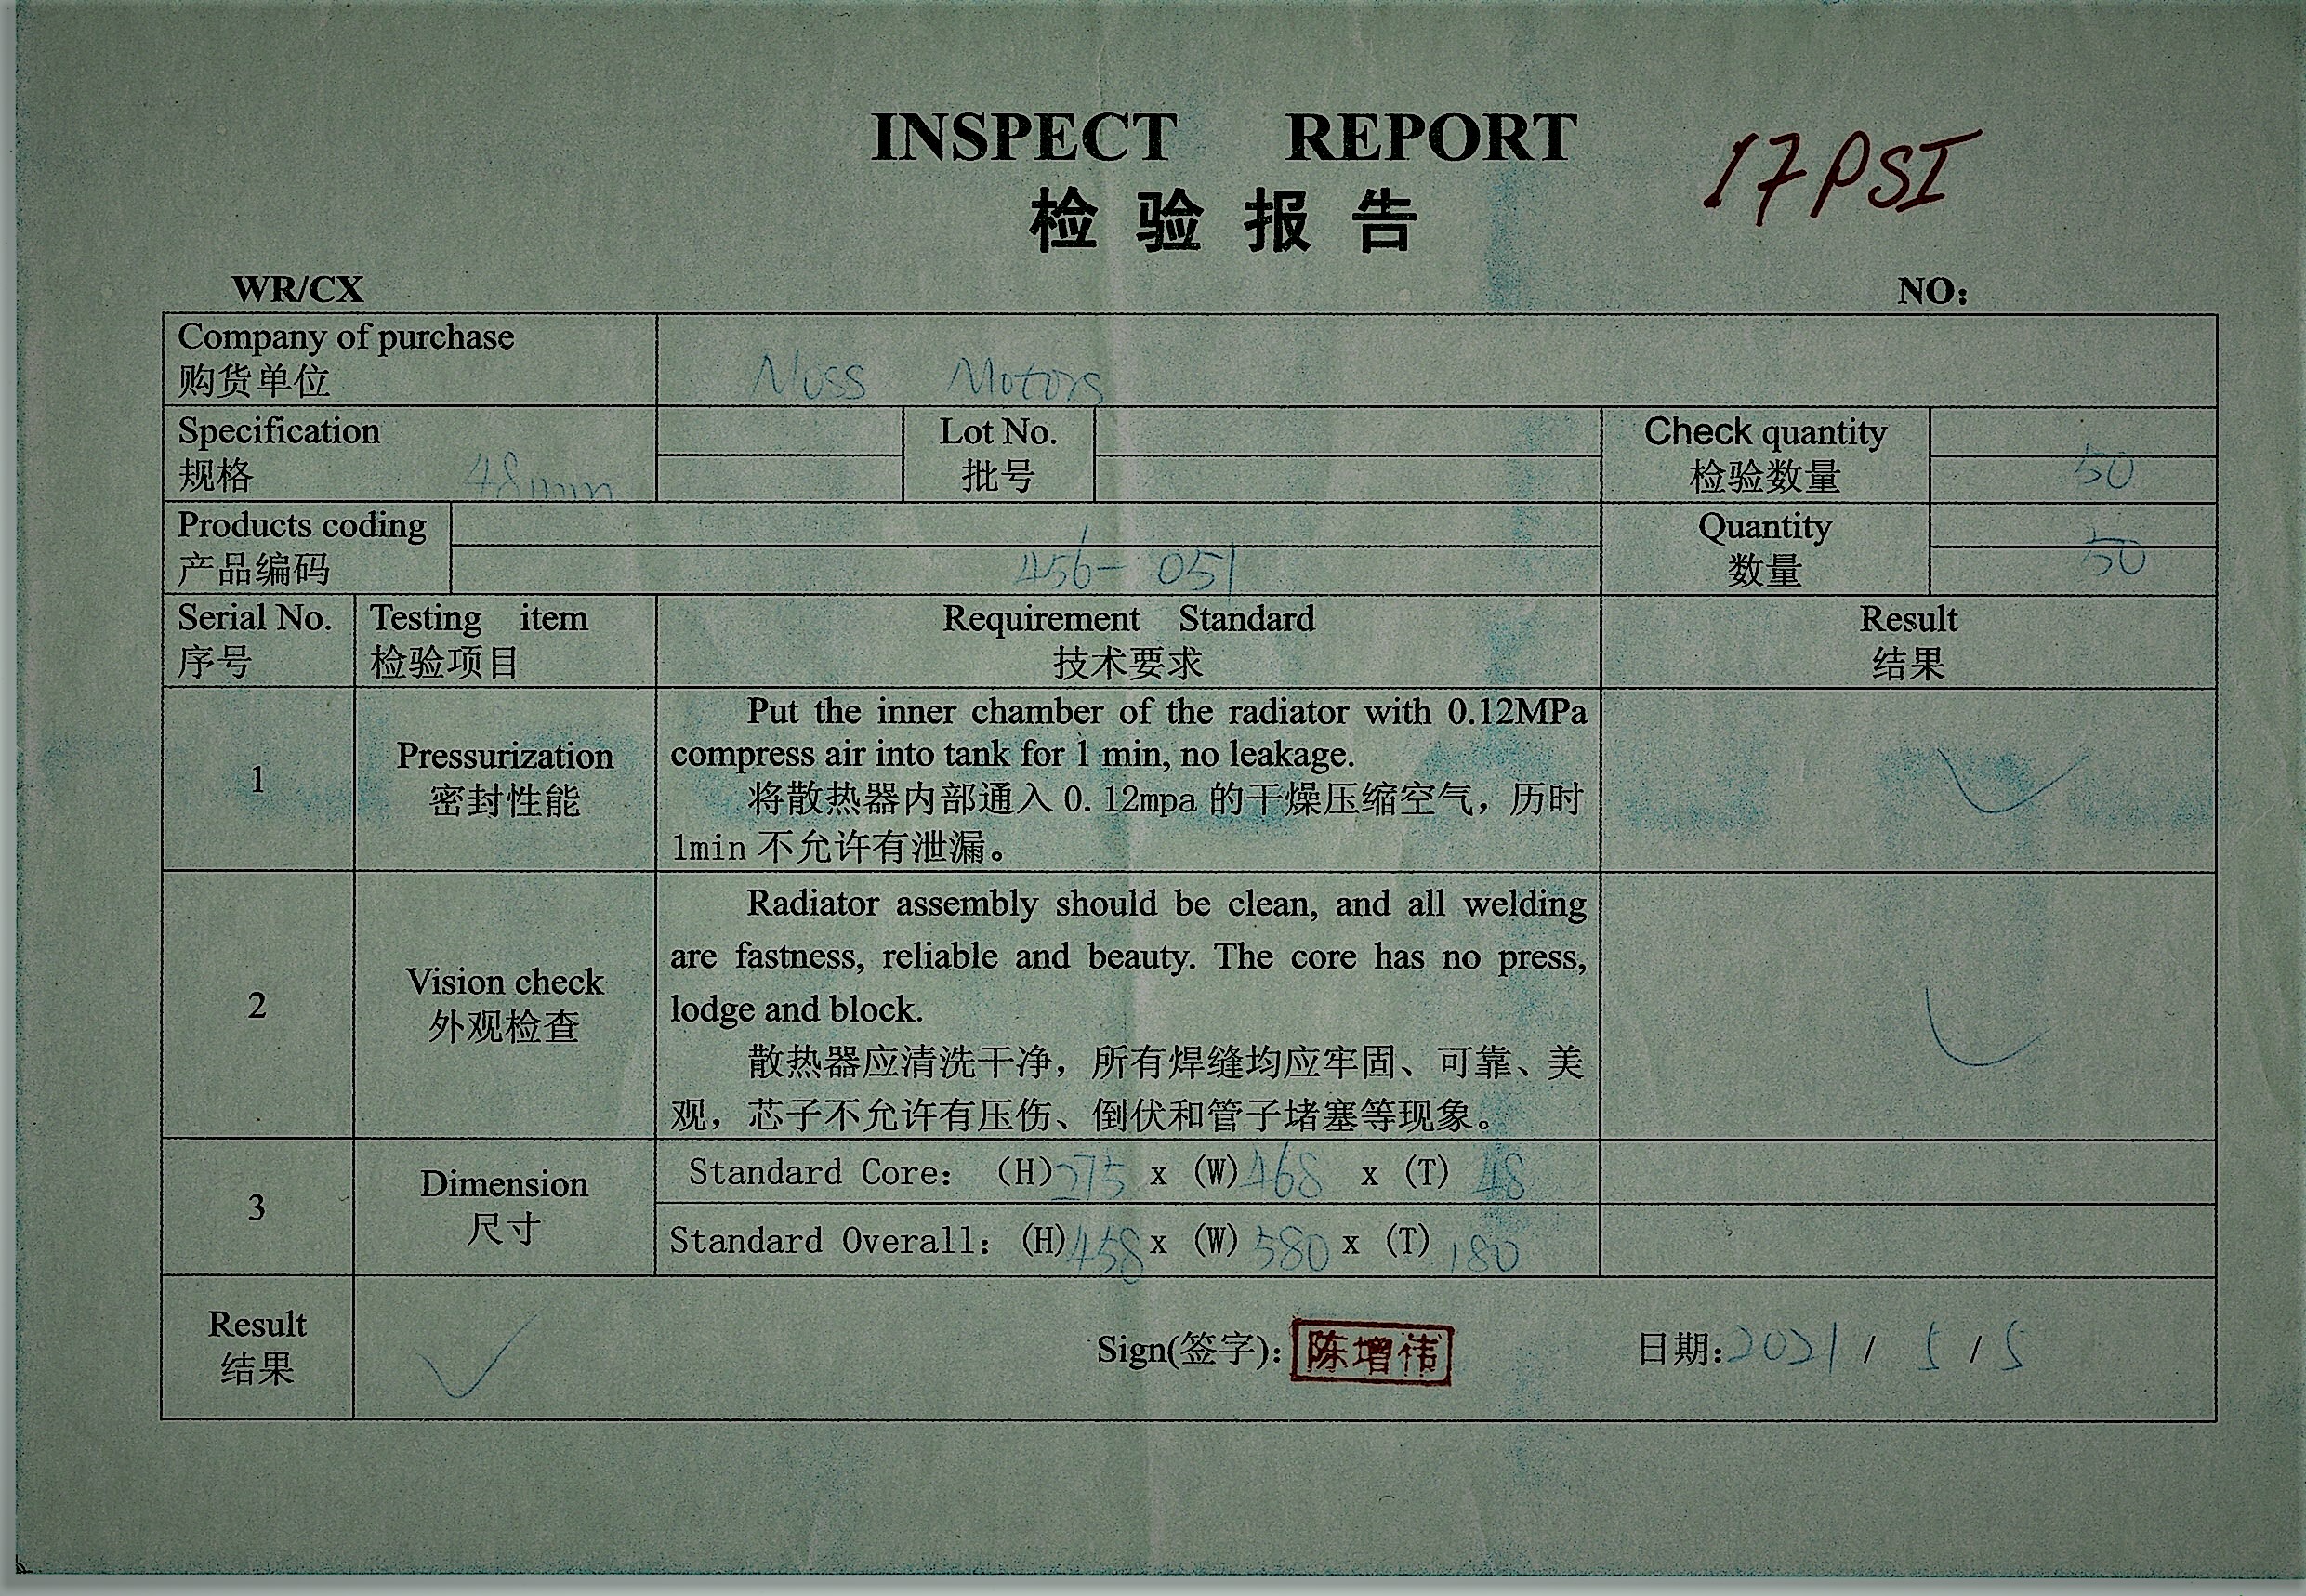 INSPECT REPORT
17PSI
检验报告
WR/CX
NO：
Company of purchase
购货单位
Nuss Motors
Specification
规格
48mm
Lot No.
批号
Check quantity
检验数量
50
Products coding
产品编码
456-051
Quantity
数量
50
Serial No.
序号
Testing item
检验项目
Requirement Standard
技术要求
Result
结果
1
Pressurization
密封性能
Put the inner chamber of the radiator with 0.12MPa
compress air into tank for 1 min, no leakage.
将散热器内部通入 0.12mpa 的干燥压缩空气，历时
1min 不允许有泄漏。
2
Vision check
外观检查
Radiator assembly should be clean, and all welding
are fastness, reliable and beauty. The core has no press,
lodge and block.
散热器应清洗干净，所有焊缝均应牢固、可靠、美
观，芯子不允许有压伤、倒伏和管子堵塞等现象。
3
Dimension
尺寸
Standard Core: (H)275 x (W)468 x (T) 48
Standard Overall: (H)458 x (W) 580 x (T) 180
Result
结果
Sign(签字): 陈增
日期:2021 / 5 / 5